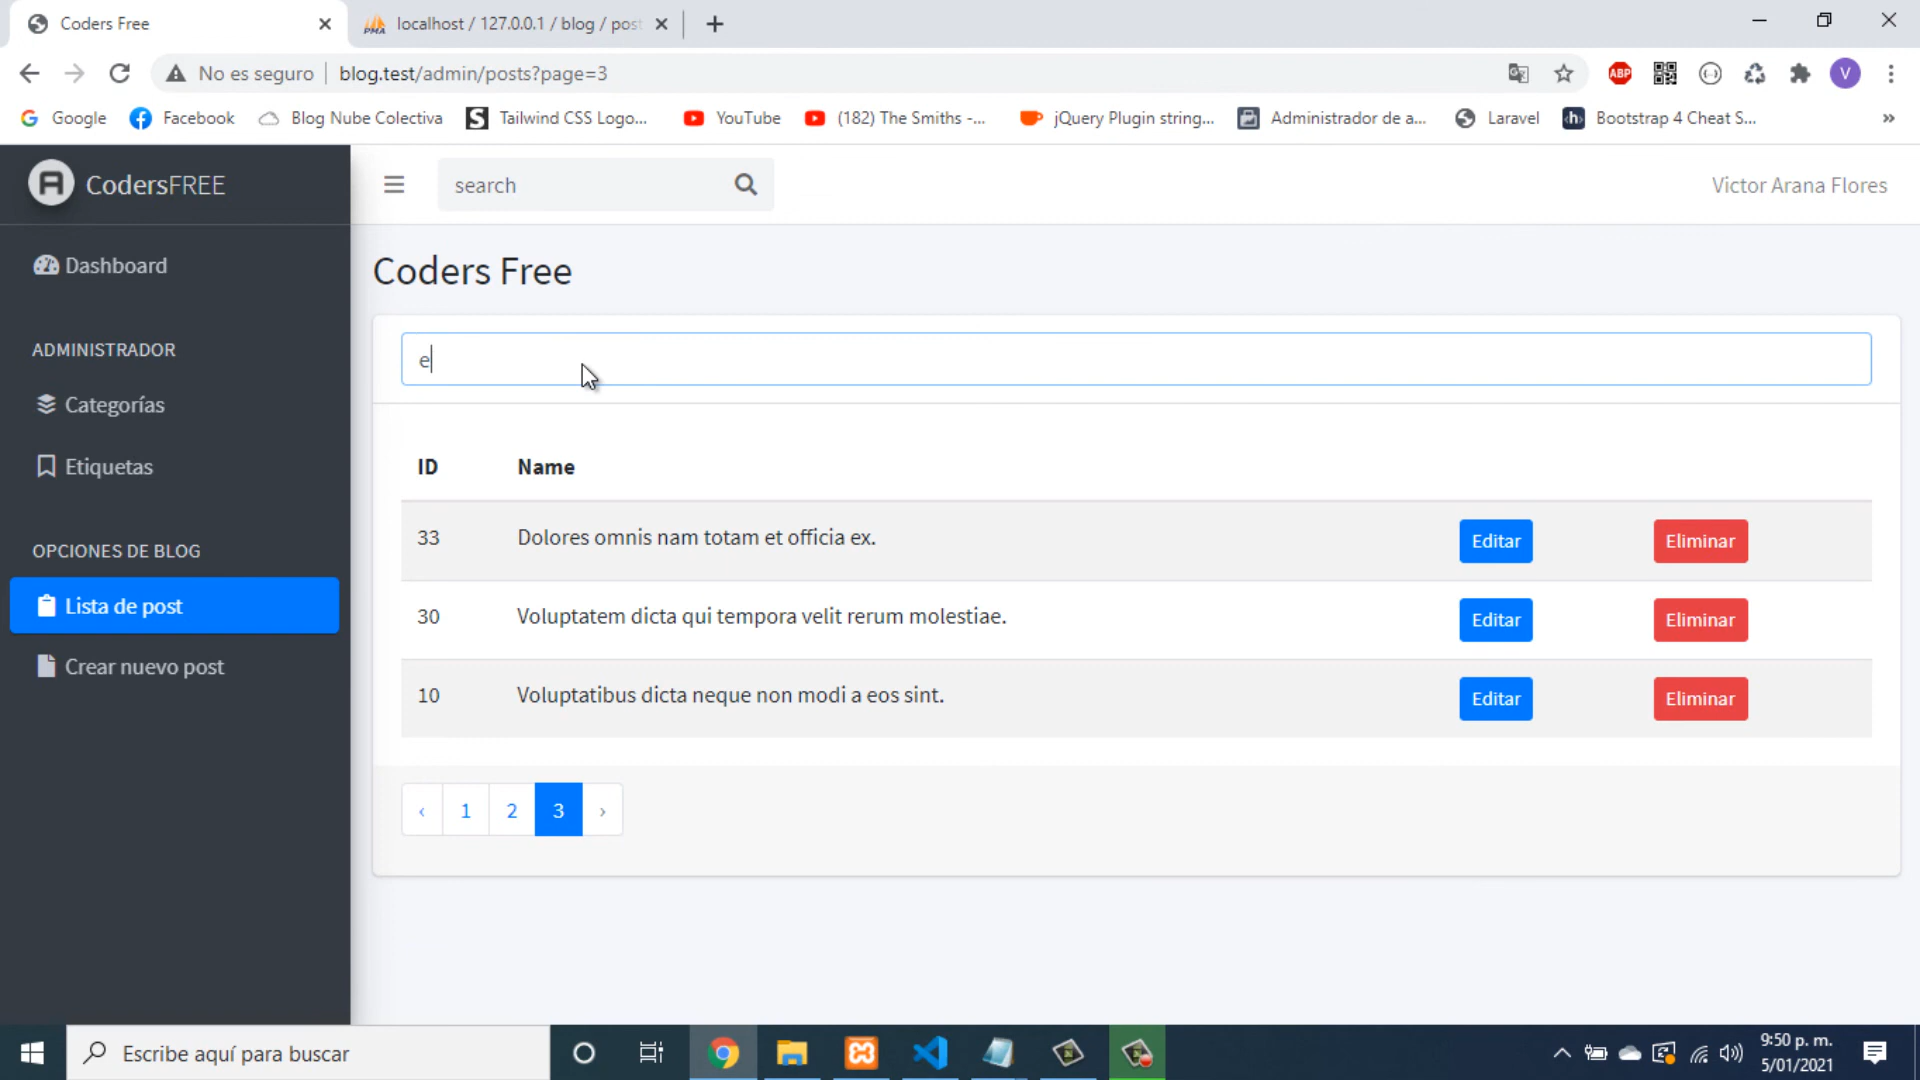 Coders Free
localhost / 127.0.0.1 / blog / post
No es seguro
blog.test/admin/posts?page=3
ABP
V
Google
Facebook
Blog Nube Colectiva
Tailwind CSS Logo...
YouTube
(182) The Smiths -...
jQuery Plugin string...
Administrador de a...
Laravel
Bootstrap 4 Cheat S...
»
CodersFREE
search
Victor Arana Flores
Dashboard
ADMINISTRADOR
Categorías
Etiquetas
OPCIONES DE BLOG
Lista de post
Crear nuevo post
Coders Free
e
ID Name
33 Dolores omnis nam totam et officia ex. Editar Eliminar
30 Voluptatem dicta qui tempora velit rerum molestiae. Editar Eliminar
10 Voluptatibus dicta neque non modi a eos sint. Editar Eliminar
‹ 1 2 3 ›
Escribe aquí para buscar
9:50 p. m.
5/01/2021